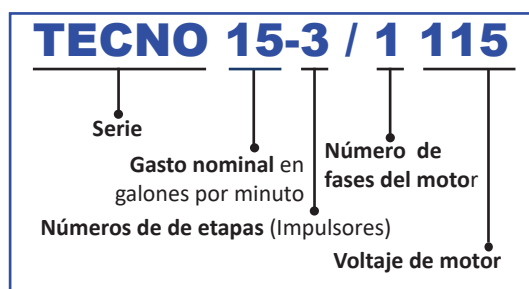 TECNO 15-3 / 1 115
Serie
Gasto nominal en
galones por minuto
Número de
fases del motor
Números de de etapas (Impulsores)
Voltaje de motor